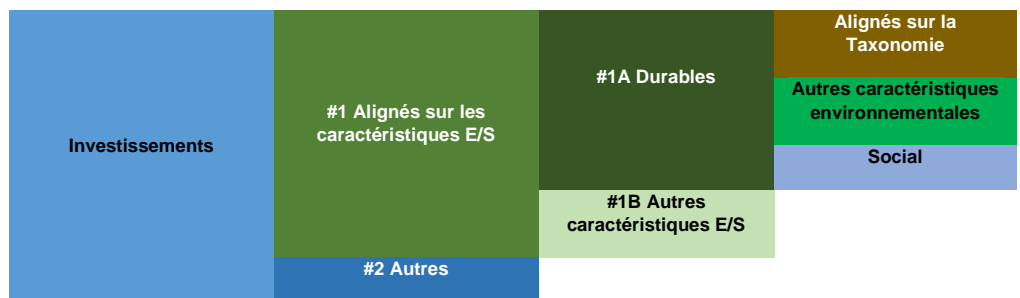 Investissements
#1 Alignés sur les
caractéristiques E/S
#2 Autres
#1A Durables
#1B Autres
caractéristiques E/S
Alignés sur la
Taxonomie
Autres caractéristiques
environnementales
Social